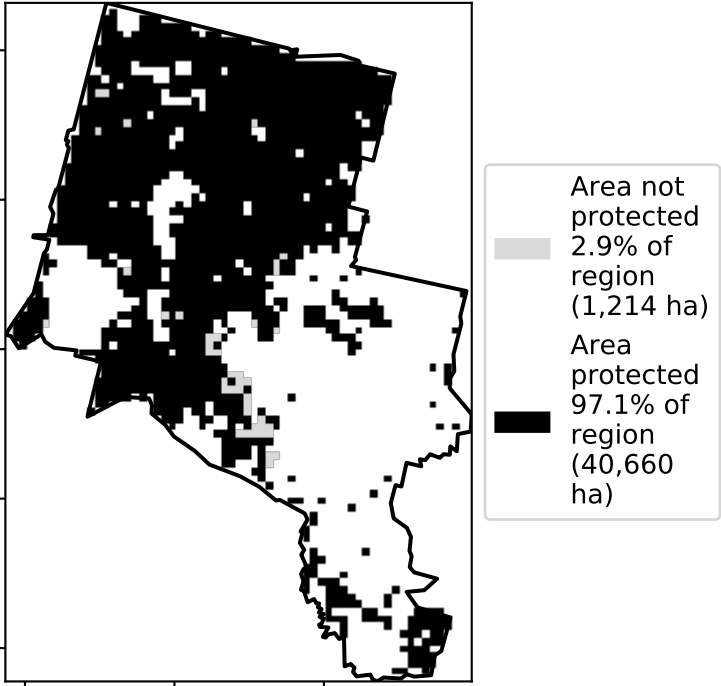 Area not
protected
2.9% of
region
(1,214 ha)
Area
protected
97.1% of
region
(40,660
ha)